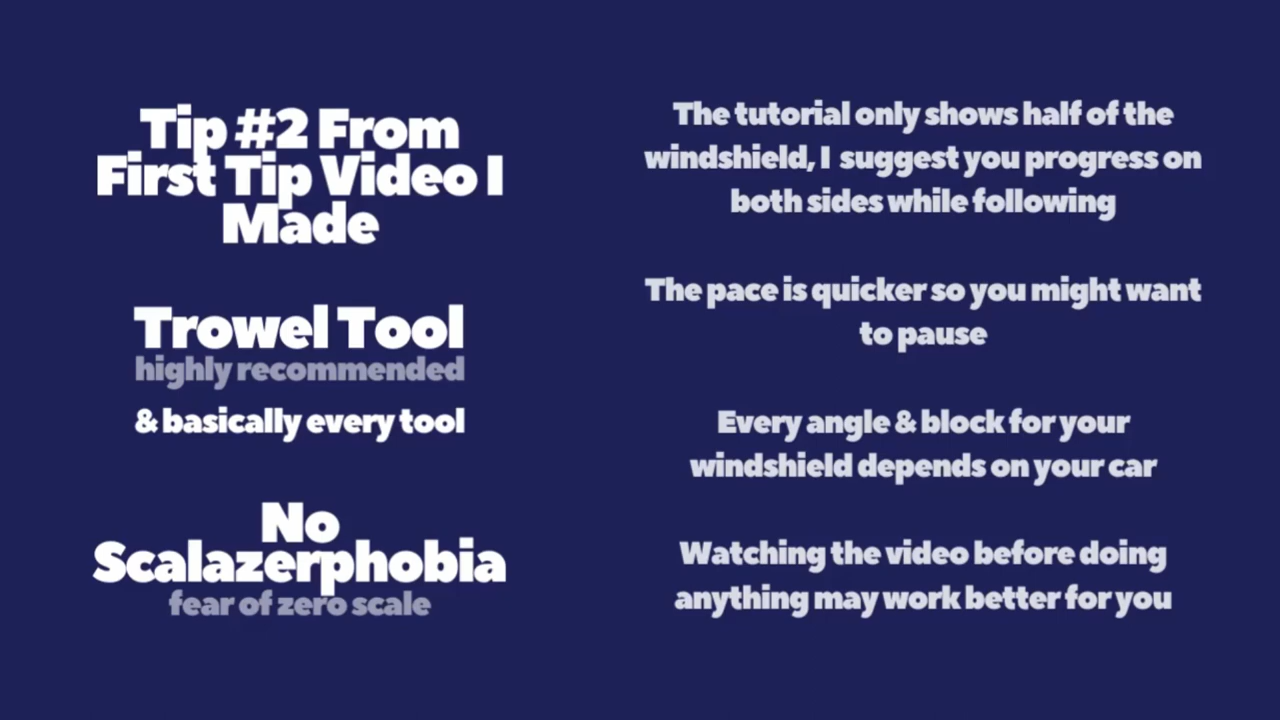 Tip #2 From
First Tip Video I
Made
Trowel Tool
highly recommended
& basically every tool
No
Scalazerphobia
fear of zero scale
The tutorial only shows half of the
windshield, I suggest you progress on
both sides while following
The pace is quicker so you might want
to pause
Every angle & block for your
windshield depends on your car
Watching the video before doing
anything may work better for you